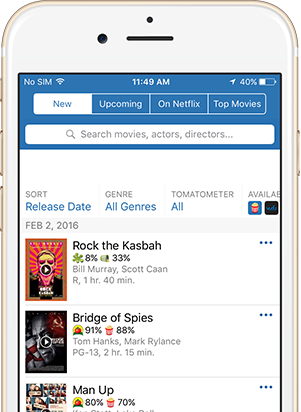 No SIM 11:49 AM 40%
New Upcoming On Netflix Top Movies
Search movies, actors, directors...
SORT GENRE TOMATOMETER AVAILAB
Release Date All Genres All
FEB 2, 2016
Rock the Kasbah
8% 33%
Bill Murray, Scott Caan
R, 1 hr. 40 min.
Bridge of Spies
91% 88%
Tom Hanks, Mark Rylance
PG-13, 2 hr. 15 min.
Man Up
80% 70%